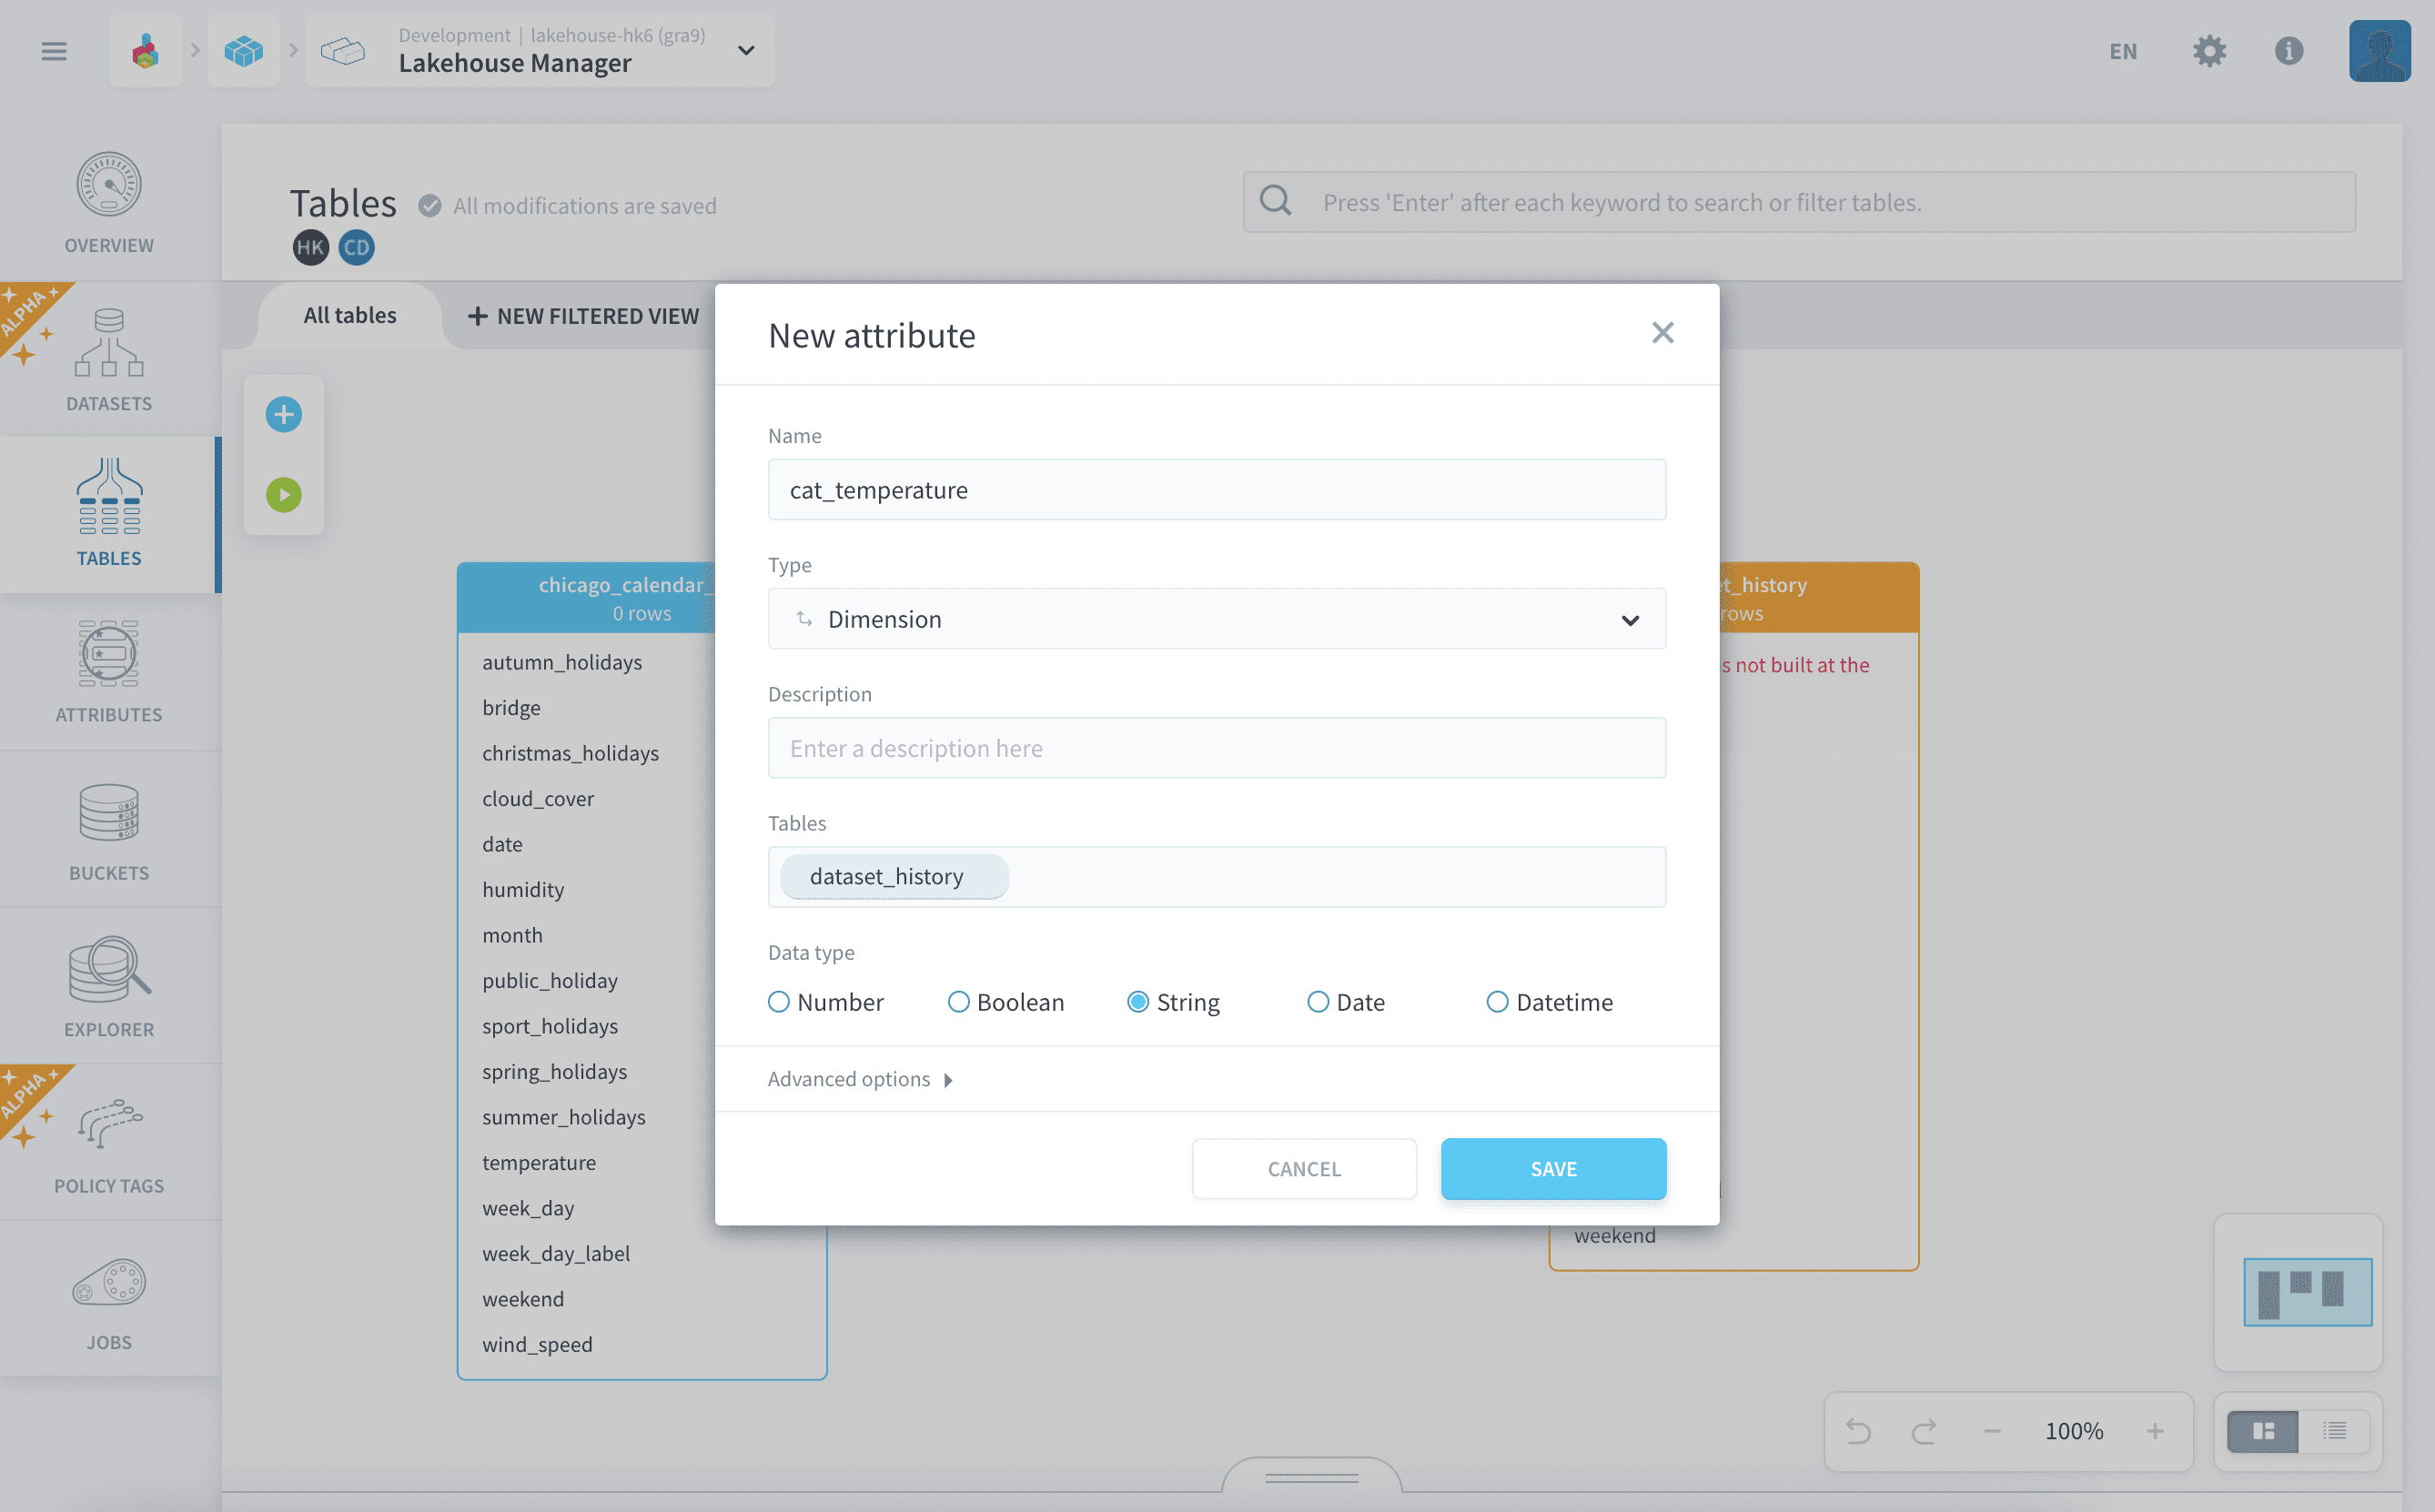 Development | lakehouse-hk6 (gra9)
Lakehouse Manager
EN
OVERVIEW
ALPHA
DATASETS
TABLES
ATTRIBUTES
BUCKETS
EXPLORER
ALPHA
POLICY TAGS
JOBS
Tables
All modifications are saved
HK CD
Press 'Enter' after each keyword to search or filter tables.
All tables
NEW FILTERED VIEW
chicago_calendar_
0 rows
autumn_holidays
bridge
christmas_holidays
cloud_cover
date
humidity
month
public_holiday
sport_holidays
spring_holidays
summer_holidays
temperature
week_day
week_day_label
weekend
wind_speed
New attribute
Name
cat_temperature
Type
Dimension
Description
Enter a description here
Tables
dataset_history
Data type
Number Boolean String Date Datetime
Advanced options
CANCEL SAVE
t_history
rows
s not built at the
weekend
100%